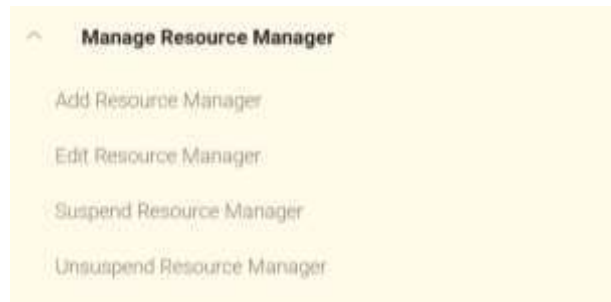 Manage Resource Manager
Add Resource Manager
Edit Resource Manager
Suspend Resource Manager
Unsuspend Resource Manager